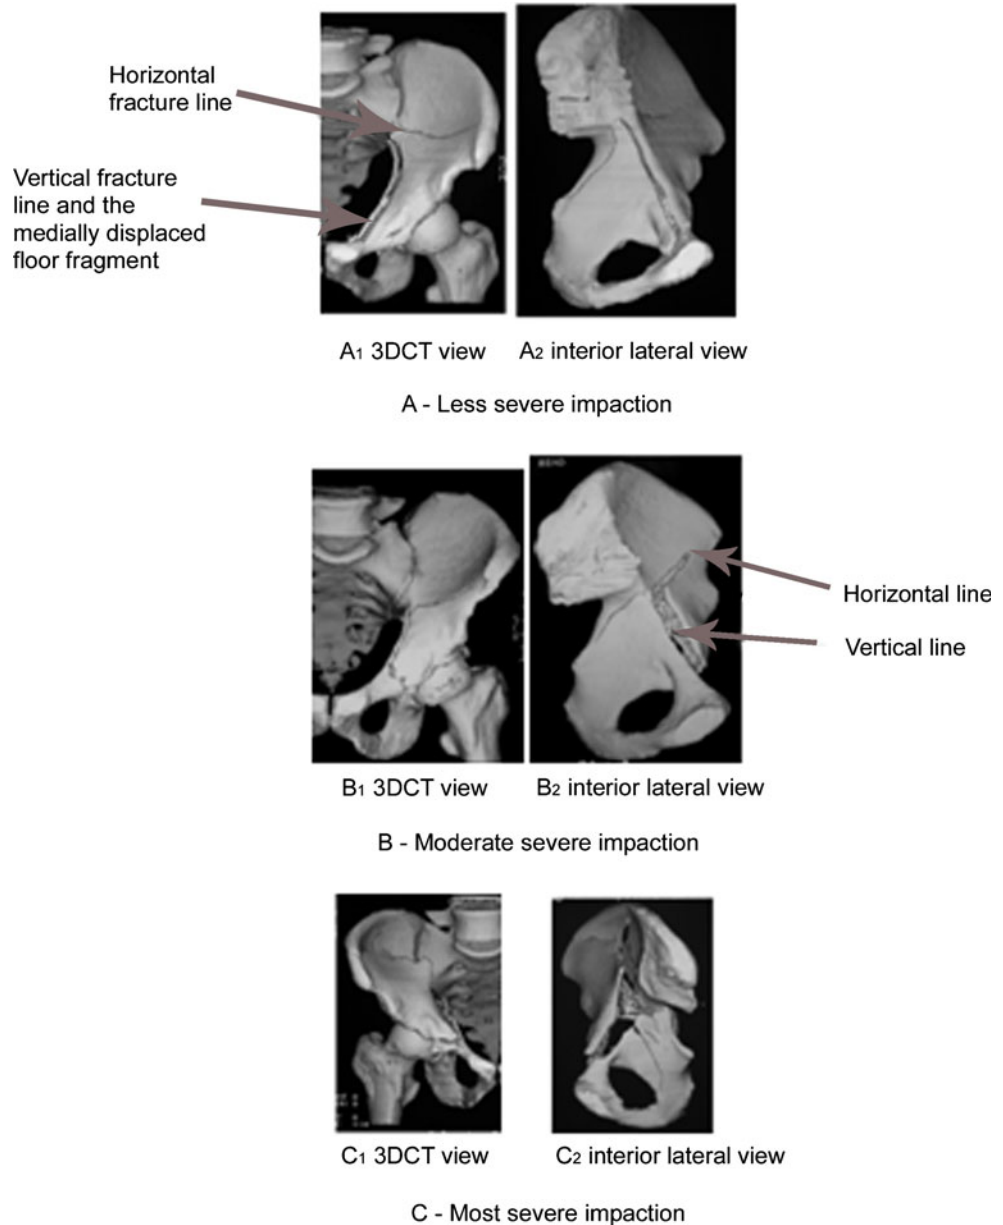 Horizontal
fracture line
Vertical fracture
line and the
medially displaced
floor fragment
A1 3DCT view
A2 interior lateral view
A - Less severe impaction
Horizontal line
Vertical line
B1 3DCT view
B2 interior lateral view
B - Moderate severe impaction
C1 3DCT view
C2 interior lateral view
C - Most severe impaction